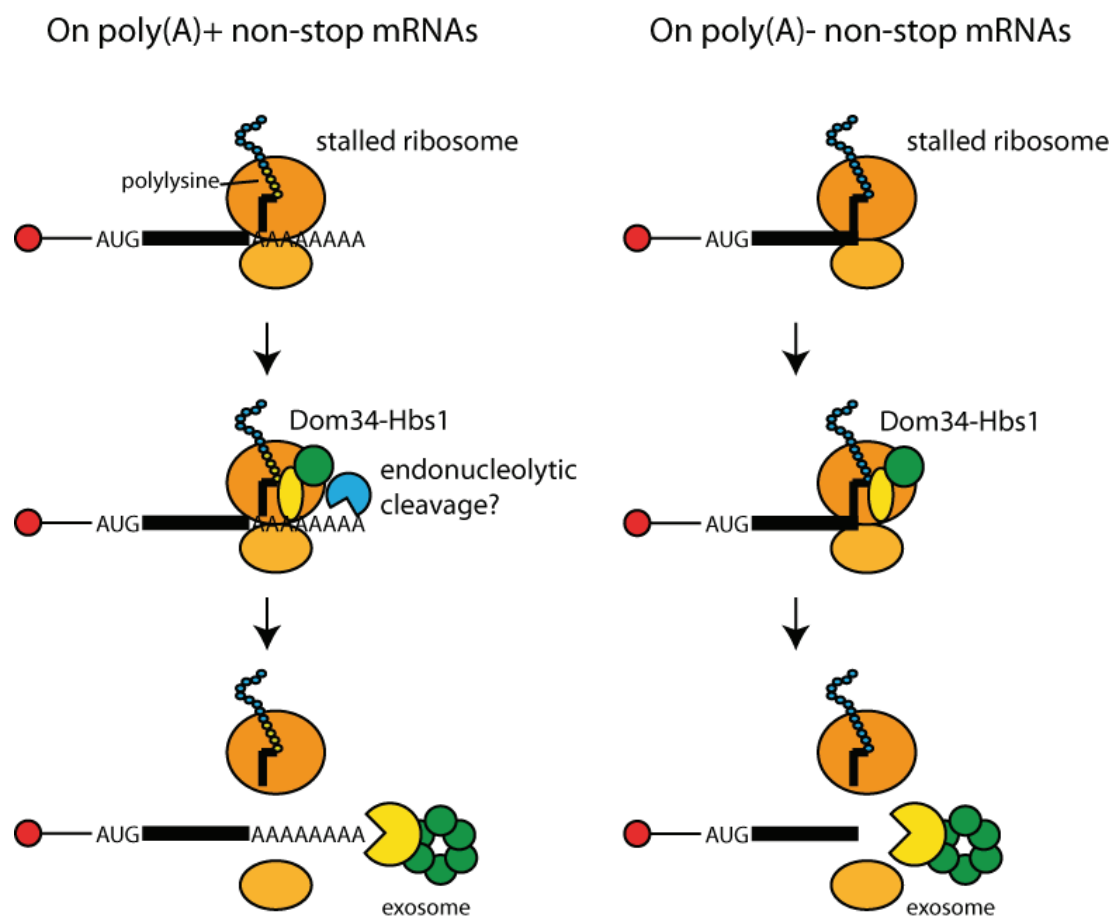 On poly(A)+ non-stop mRNAs
On poly(A)- non-stop mRNAs
stalled ribosome
polylysine
AUG
AAAAAAAA
stalled ribosome
AUG
Dom34-Hbs1
endonucleolytic
cleavage?
AUG
AAAAAAAA
Dom34-Hbs1
AUG
AUG
AAAAAAAA
exosome
AUG
exosome